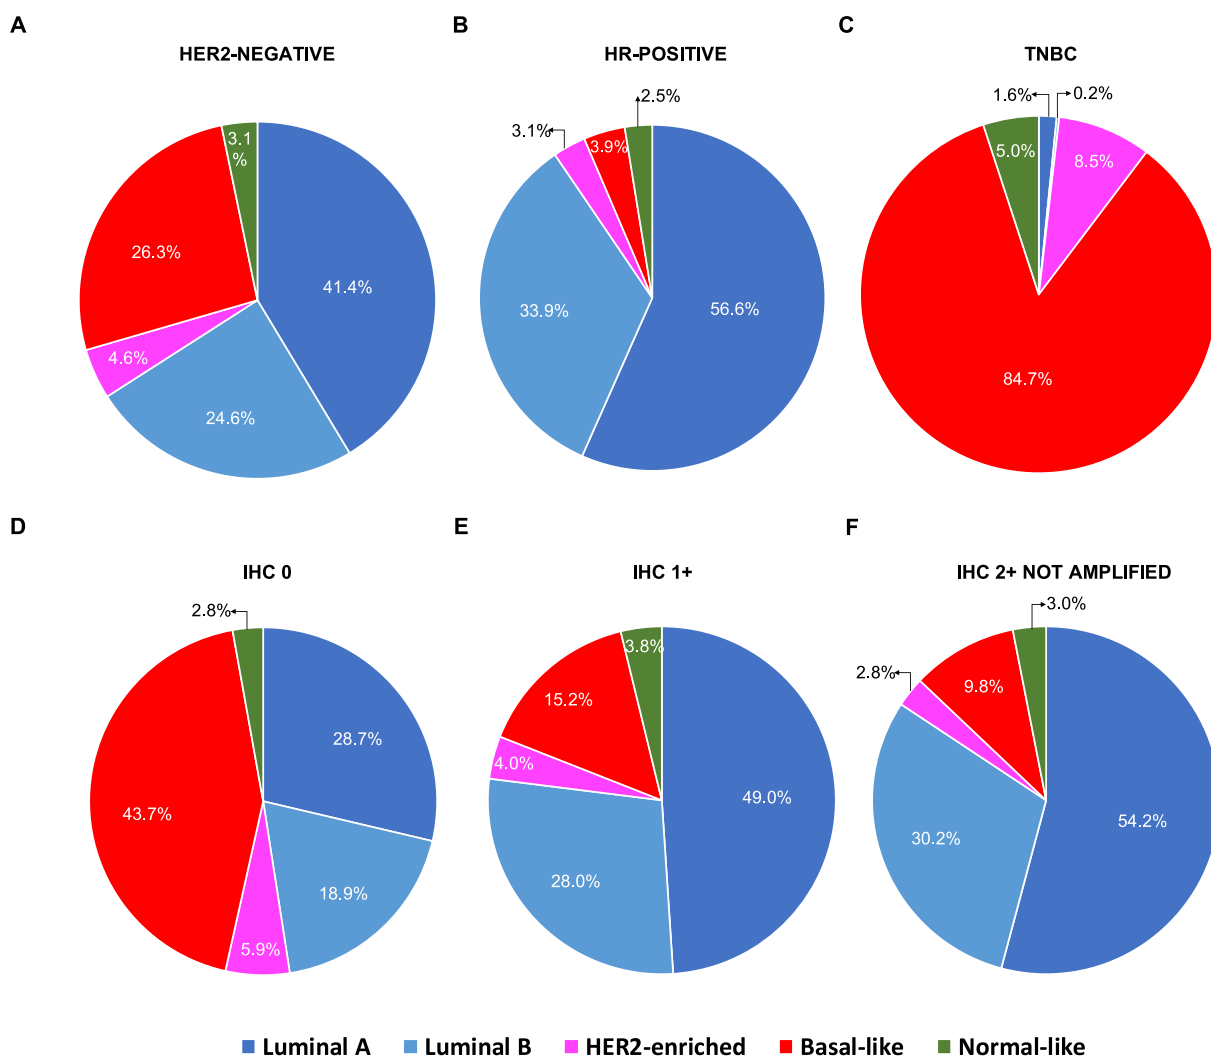 A
B
C
HER2-NEGATIVE
HR-POSITIVE
TNBC
3.1
%
26.3%
41.4%
4.6%
24.6%
2.5%
3.1%
3.9%
33.9%
56.6%
1.6%
0.2%
5.0%
8.5%
84.7%
D
E
F
IHC 0
IHC 1+
IHC 2+ NOT AMPLIFIED
2.8%
28.7%
43.7%
18.9%
5.9%
3.8%
15.2%
4.0%
49.0%
28.0%
3.0%
2.8%
9.8%
54.2%
30.2%
Luminal A Luminal B HER2-enriched Basal-like Normal-like